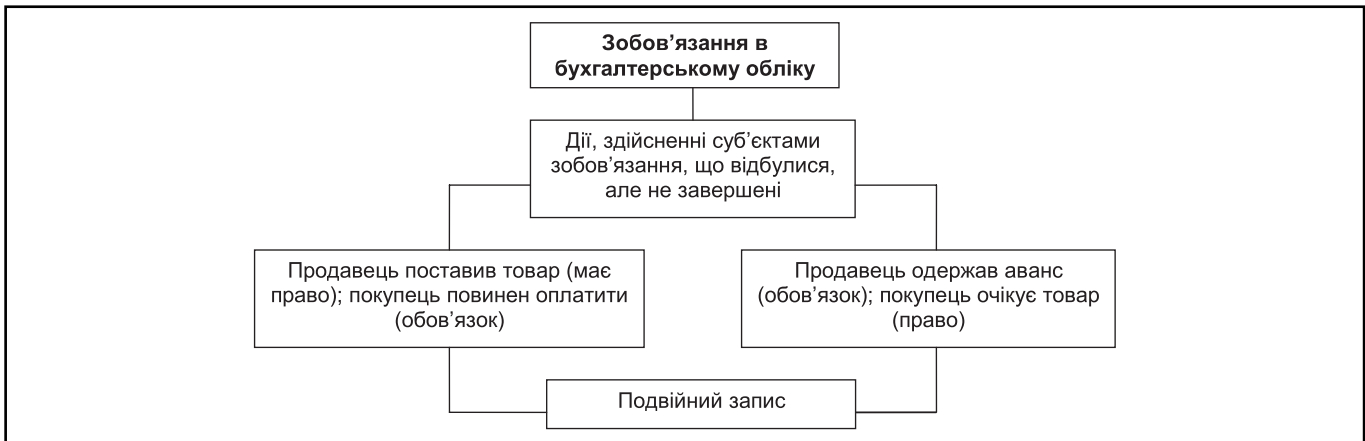 Зобов’язання в
бухгалтерському обліку
Дії, здійсненні суб’єктами
зобов’язання, що відбулися,
але не завершені
Продавець поставив товар (має
право); покупець повинен оплатити
(обов’язок)
Продавець одержав аванс
(обов’язок); покупець очікує товар
(право)
Подвійний запис